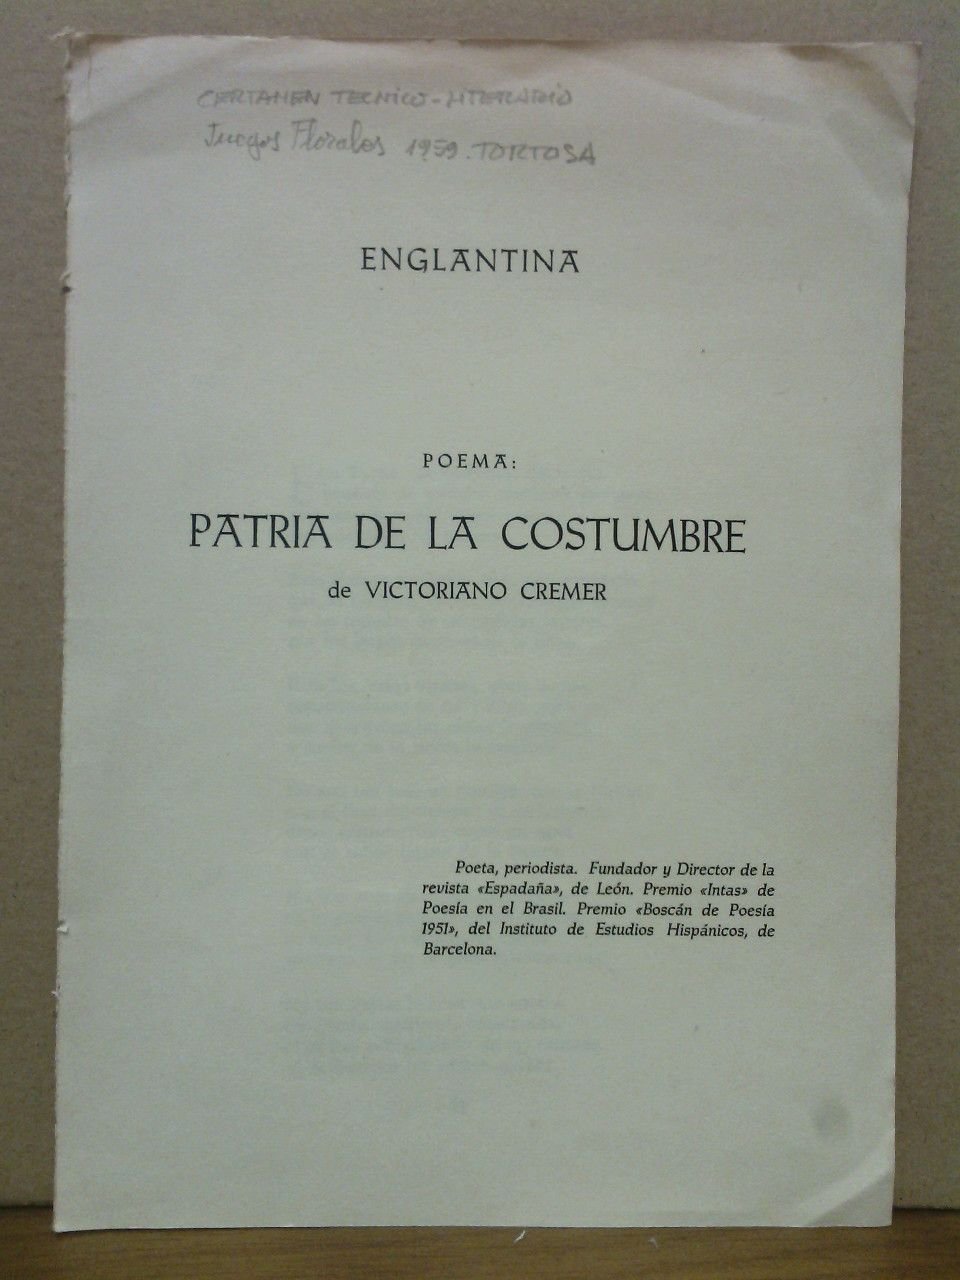 CERTAMEN TECNICO-LITERARIO
Juegos Florales 1959. TORTOSA
ENGLANTINA
POEMA:
PATRIA DE LA COSTUMBRE
de VICTORIANO CREMER
Poeta, periodista. Fundador y Director de la
revista «Espadaña», de León. Premio «Intas» de
Poesía en el Brasil. Premio «Boscán de Poesía
1951», del Instituto de Estudios Hispánicos, de
Barcelona.